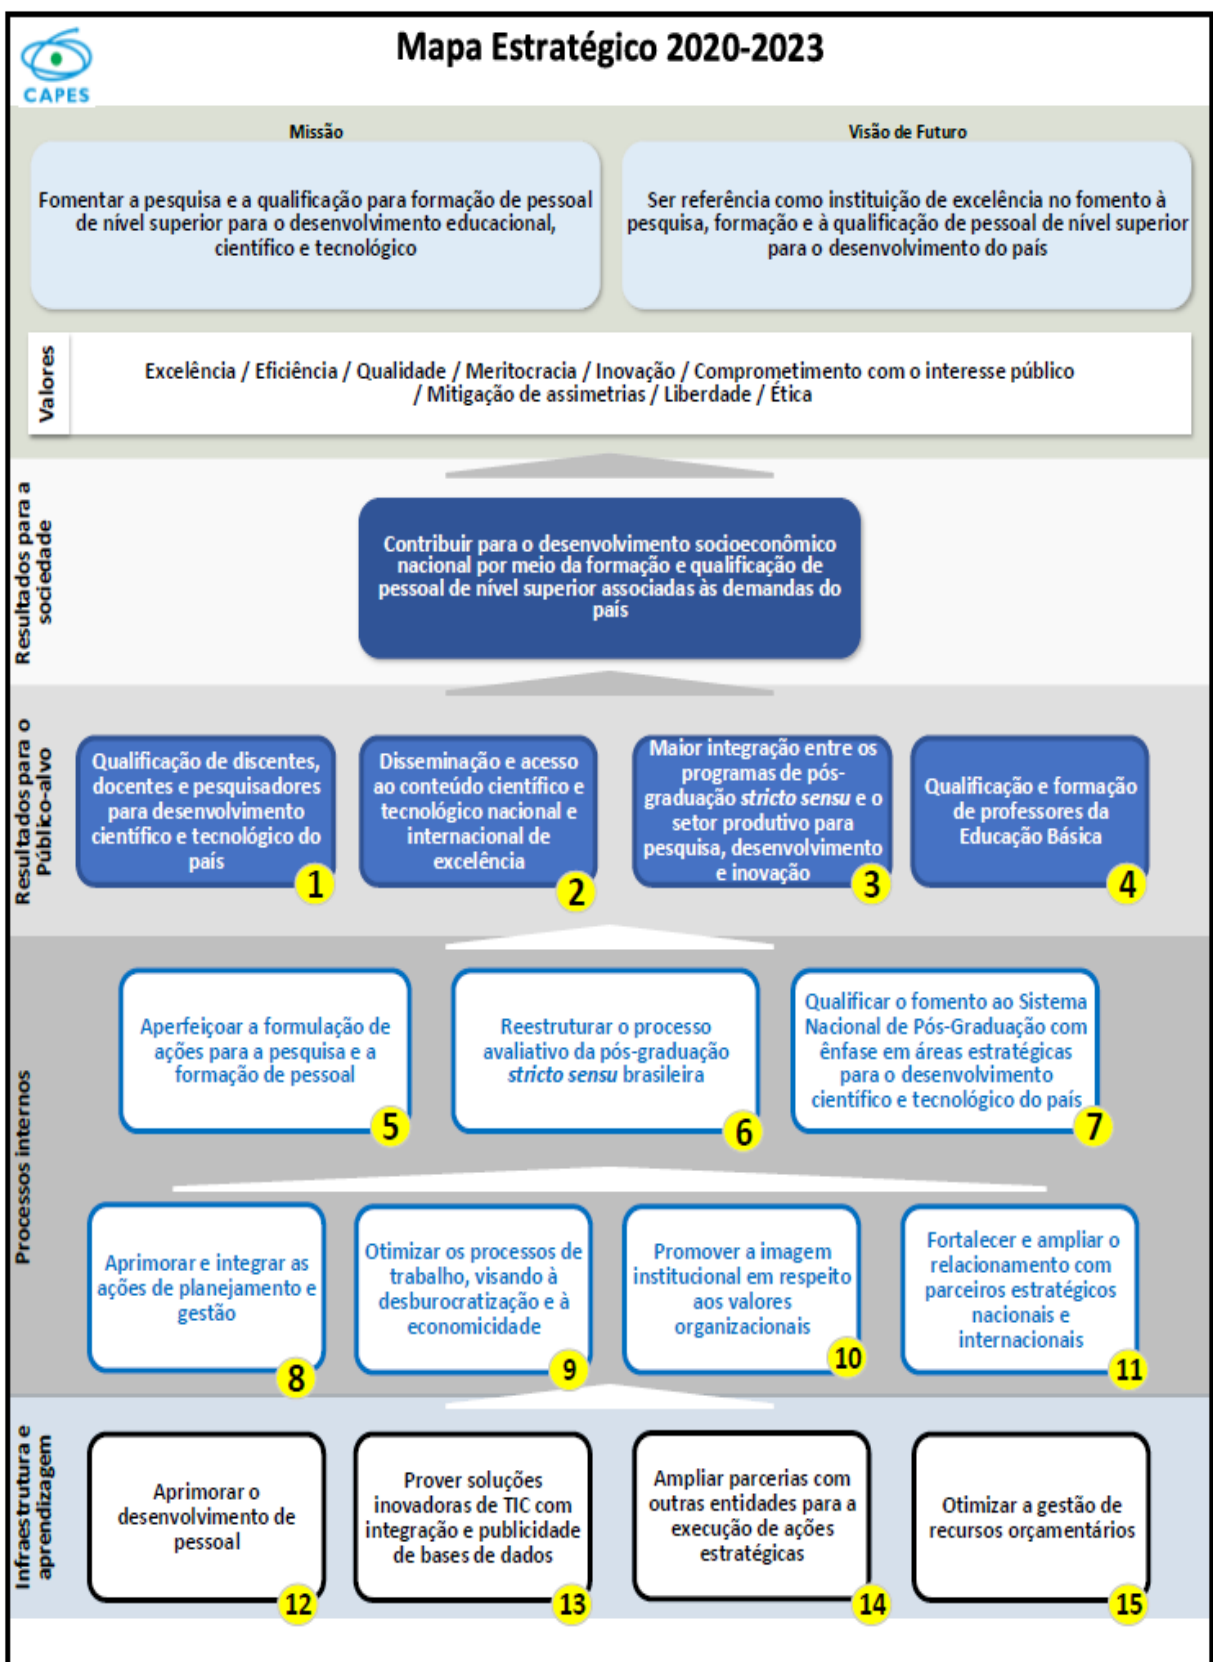 Mapa Estratégico 2020-2023
CAPES
Missão
Fomentar a pesquisa e a qualificação para formação de pessoal
de nível superior para o desenvolvimento educacional,
científico e tecnológico
Visão de Futuro
Ser referência como instituição de excelência no fomento à
pesquisa, formação e à qualificação de pessoal de nível superior
para o desenvolvimento do país
Valores
Excelência / Eficiência / Qualidade / Meritocracia / Inovação / Comprometimento com o interesse público
/ Mitigação de assimetrias / Liberdade / Ética
Resultados para a
sociedade
Contribuir para o desenvolvimento socioeconômico
nacional por meio da formação e qualificação de
pessoal de nível superior associadas às demandas do
país
Resultados para o
Público-alvo
Qualificação de discentes,
docentes e pesquisadores
para desenvolvimento
científico e tecnológico do
país
1
Disseminação e acesso
ao conteúdo científico e
tecnológico nacional e
internacional de
excelência
2
Maior integração entre os
programas de pós-
graduação stricto sensu e o
setor produtivo para
pesquisa, desenvolvimento
e inovação
3
Qualificação e formação
de professores da
Educação Básica
4
Processos internos
Aperfeiçoar a formulação de
ações para a pesquisa e a
formação de pessoal
5
Reestruturar o processo
avaliativo da pós-graduação
stricto sensu brasileira
6
Qualificar o fomento ao Sistema
Nacional de Pós-Graduação com
ênfase em áreas estratégicas
para o desenvolvimento
científico e tecnológico do país
7
Aprimorar e integrar as
ações de planejamento e
gestão
8
Otimizar os processos de
trabalho, visando à
desburocratização e à
economicidade
9
Promover a imagem
institucional em respeito
aos valores
organizacionais
10
Fortalecer e ampliar o
relacionamento com
parceiros estratégicos
nacionais e
internacionais
11
Infraestrutura e
aprendizagem
Aprimorar o
desenvolvimento de
pessoal
12
Prover soluções
inovadoras de TIC com
integração e publicidade
de bases de dados
13
Ampliar parcerias com
outras entidades para a
execução de ações
estratégicas
14
Otimizar a gestão de
recursos orçamentários
15